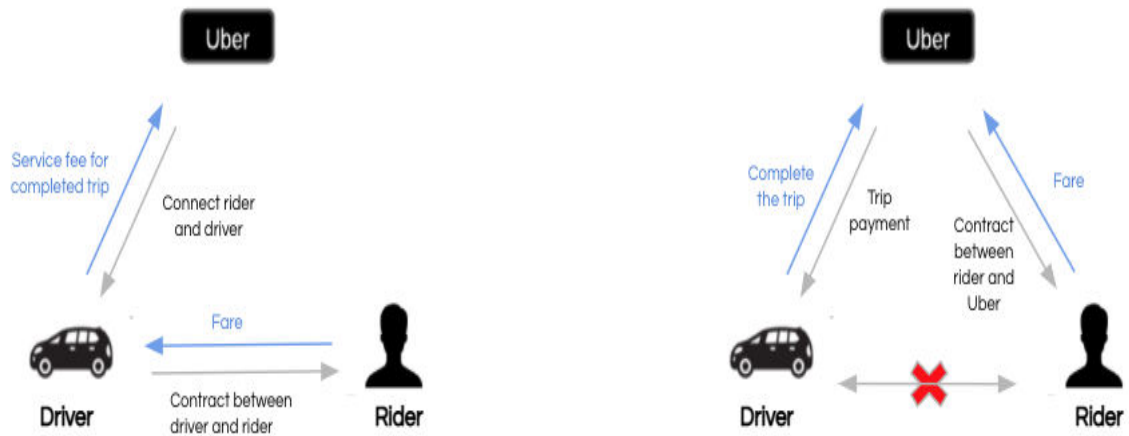 Uber
Service fee for
completed trip
Connect rider
and driver
Fare
Contract between
driver and rider
Driver
Rider
Uber
Complete
the trip
Trip
payment
Fare
Contract
between
rider and
Uber
Driver
Rider